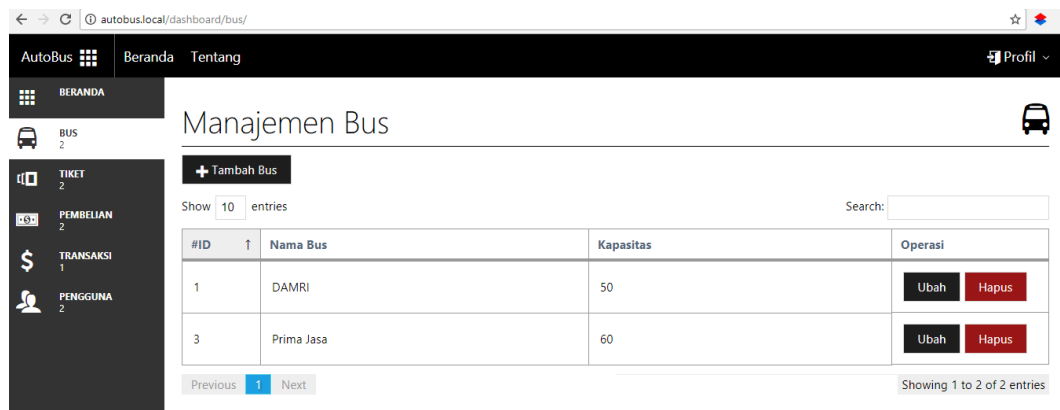 autobus.local/dashboard/bus/
AutoBus Beranda Tentang Profil
BERANDA
BUS
2
TIKET
2
PEMBELIAN
2
TRANSAKSI
1
PENGGUNA
2
Manajemen Bus
Tambah Bus
Show 10 entries Search:
#ID ↑ Nama Bus Kapasitas Operasi
1 DAMRI 50 Ubah Hapus
3 Prima Jasa 60 Ubah Hapus
Previous 1 Next Showing 1 to 2 of 2 entries